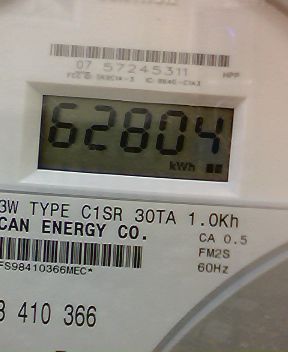 07 57245311
HPP
62804
kWh
3W TYPE C1SR 30TA 1.0Kh
CAN ENERGY CO.
CA 0.5
FM2S
60Hz
FS98410366MEC*
410 366